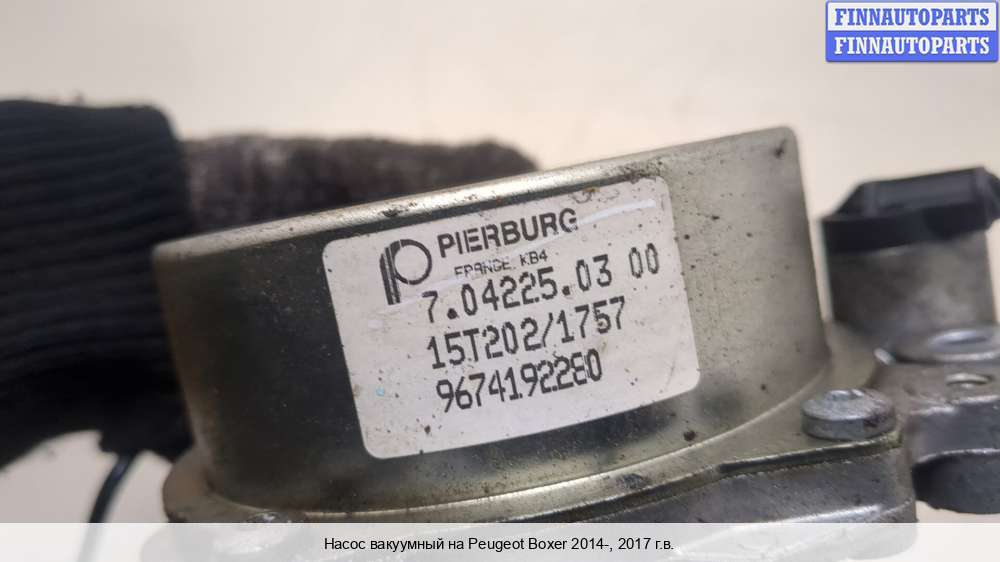 FINNAUTOPARTS
FINNAUTOPARTS
PIERBURG
FRANCE KB4
7.04225.03 00
15T202/1757
9674192280
Насос вакуумный на Peugeot Boxer 2014-, 2017 г.в.